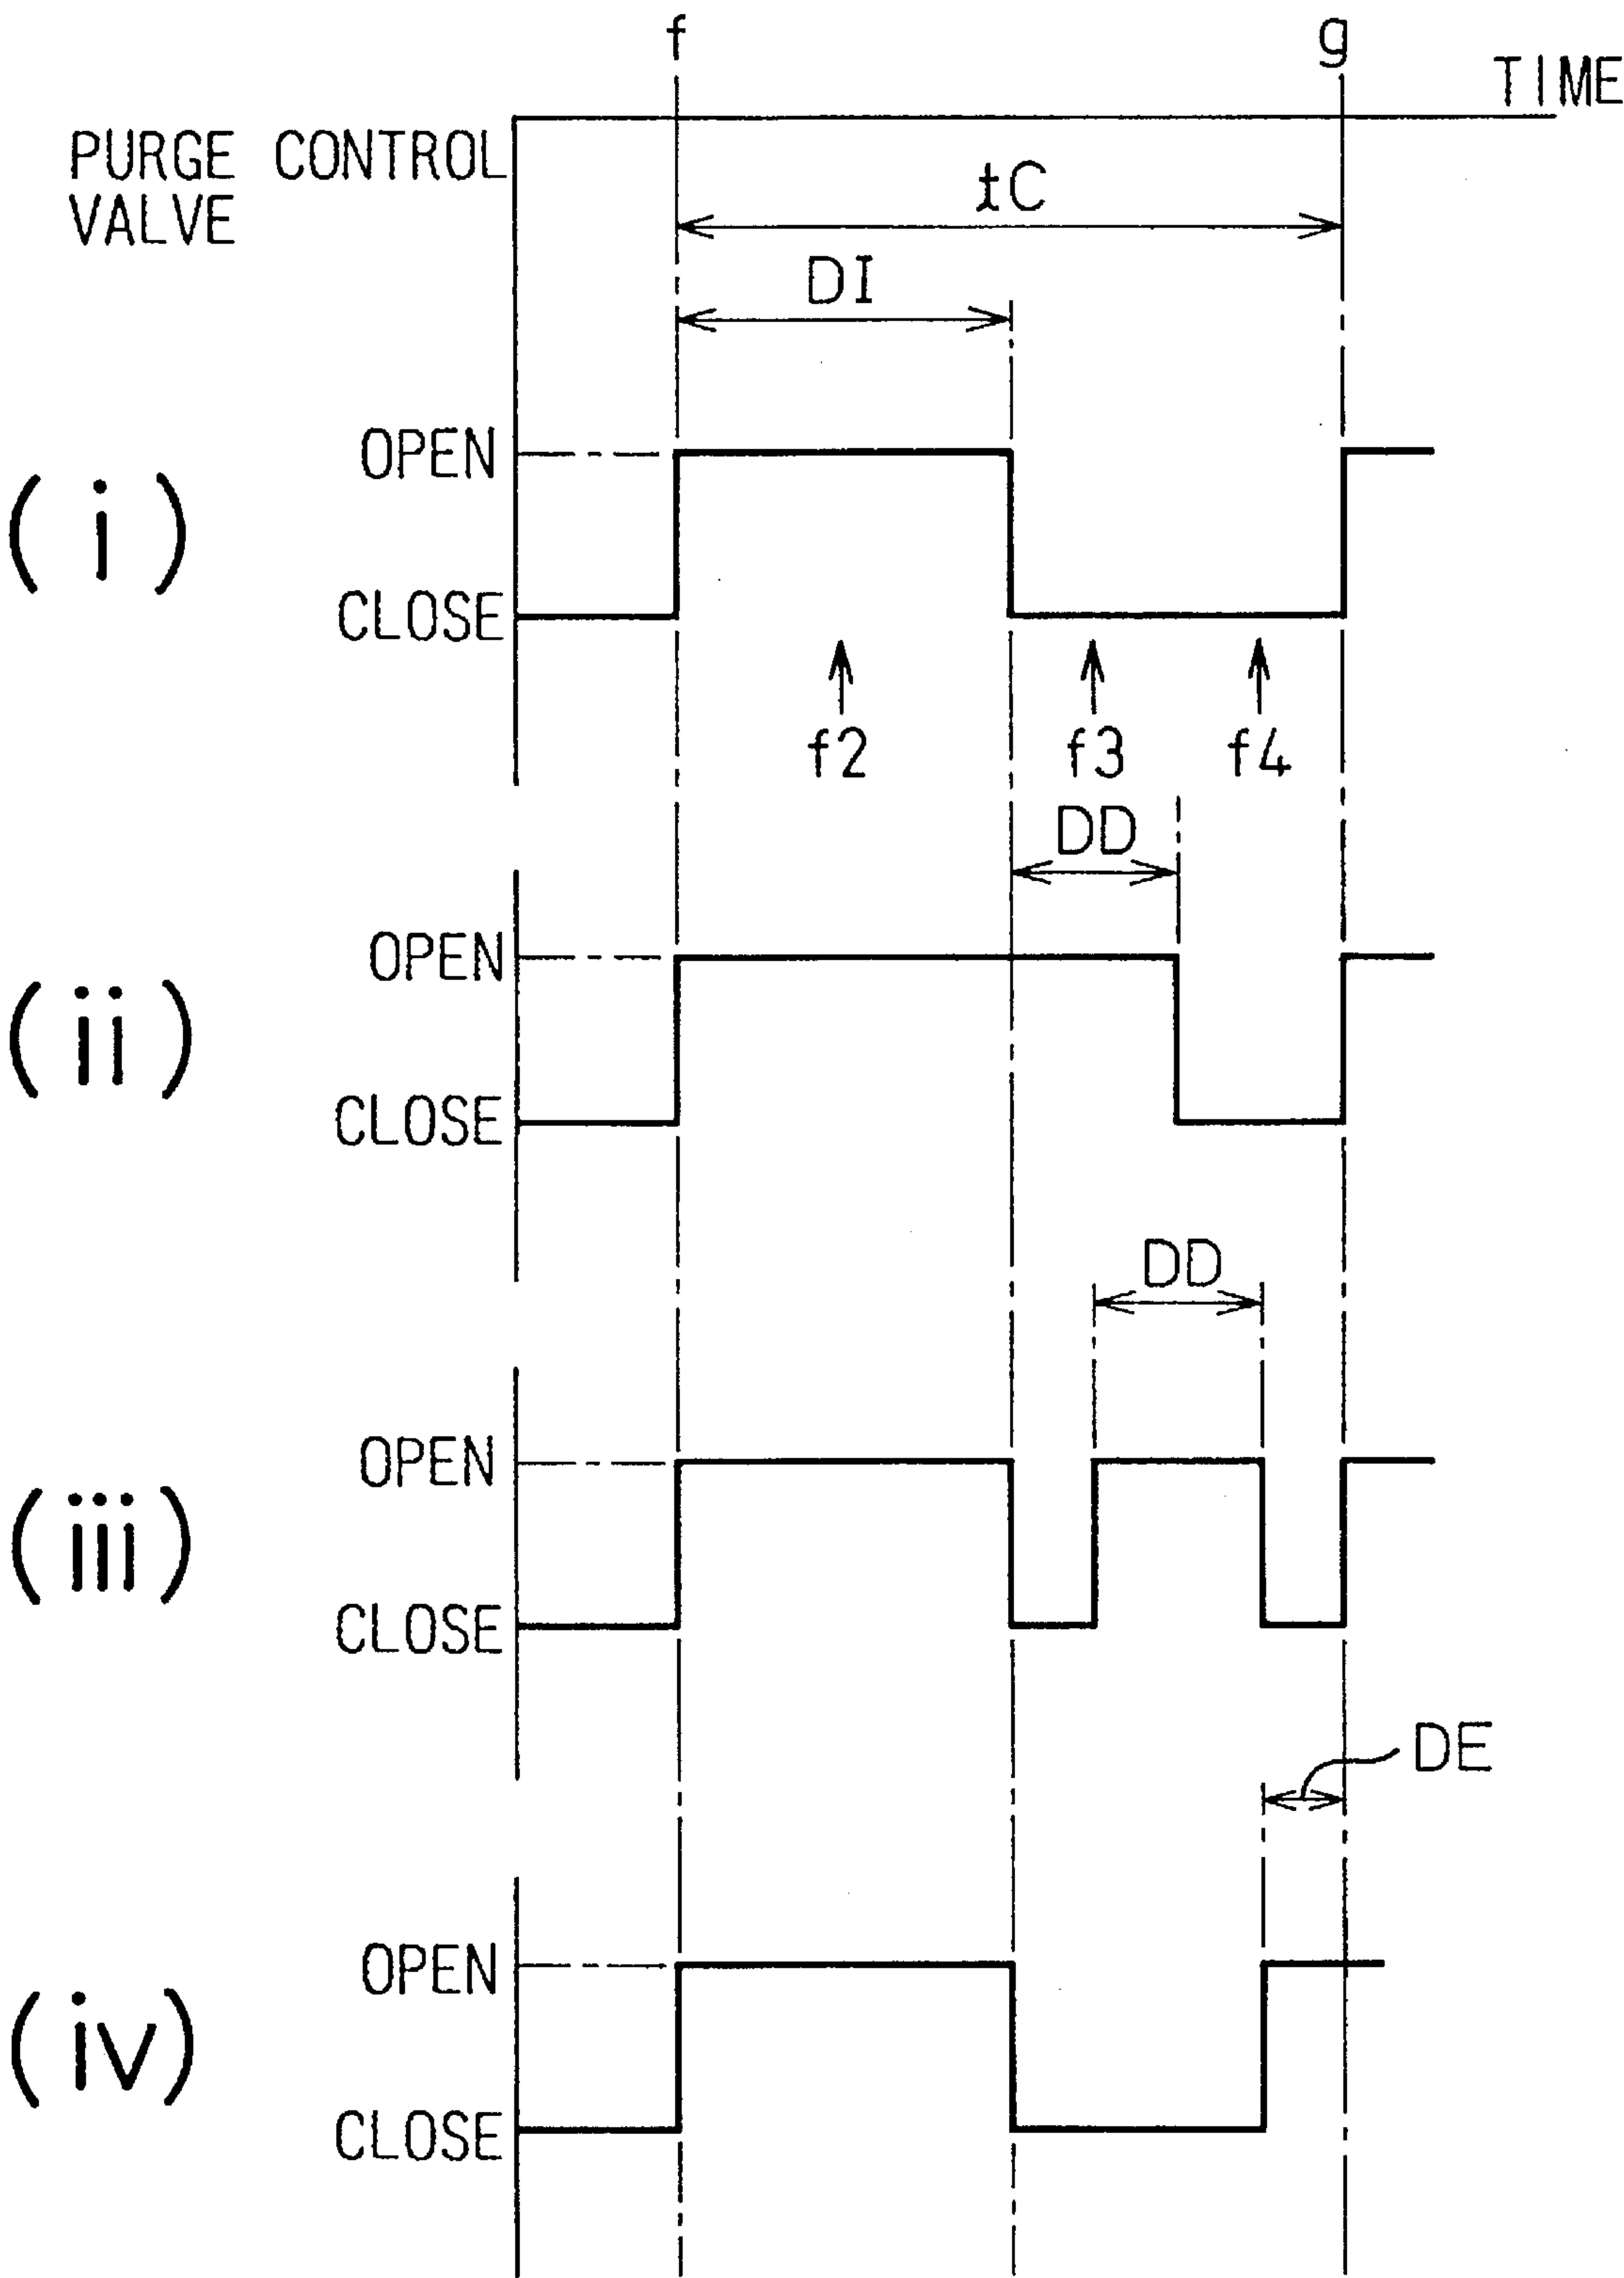 f
g
TIME
PURGE CONTROL
VALVE
tC
DI
OPEN
(i)
CLOSE
f2
f3
f4
DD
OPEN
(ii)
CLOSE
DD
OPEN
(iii)
CLOSE
DE
OPEN
(iv)
CLOSE